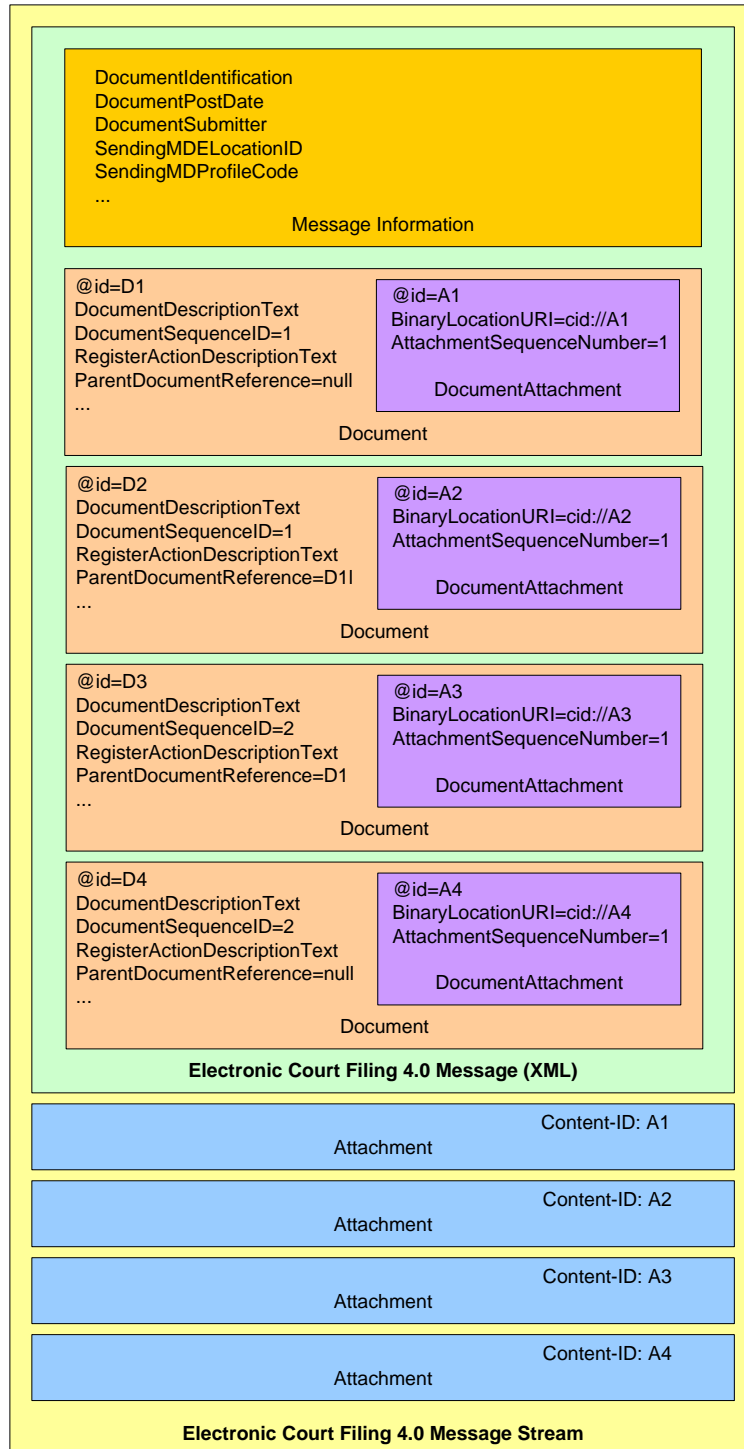 DocumentIdentification
DocumentPostDate
DocumentSubmitter
SendingMDELocationID
SendingMDProfileCode
...
Message Information
@id=D1
DocumentDescriptionText
DocumentSequenceID=1
RegisterActionDescriptionText
ParentDocumentReference=null
...
@id=A1
BinaryLocationURI=cid://A1
AttachmentSequenceNumber=1
DocumentAttachment
Document
@id=D2
DocumentDescriptionText
DocumentSequenceID=1
RegisterActionDescriptionText
ParentDocumentReference=D1l
...
@id=A2
BinaryLocationURI=cid://A2
AttachmentSequenceNumber=1
DocumentAttachment
Document
@id=D3
DocumentDescriptionText
DocumentSequenceID=2
RegisterActionDescriptionText
ParentDocumentReference=D1
...
@id=A3
BinaryLocationURI=cid://A3
AttachmentSequenceNumber=1
DocumentAttachment
Document
@id=D4
DocumentDescriptionText
DocumentSequenceID=2
RegisterActionDescriptionText
ParentDocumentReference=null
...
@id=A4
BinaryLocationURI=cid://A4
AttachmentSequenceNumber=1
DocumentAttachment
Document
Electronic Court Filing 4.0 Message (XML)
Content-ID: A1
Attachment
Content-ID: A2
Attachment
Content-ID: A3
Attachment
Content-ID: A4
Attachment
Electronic Court Filing 4.0 Message Stream